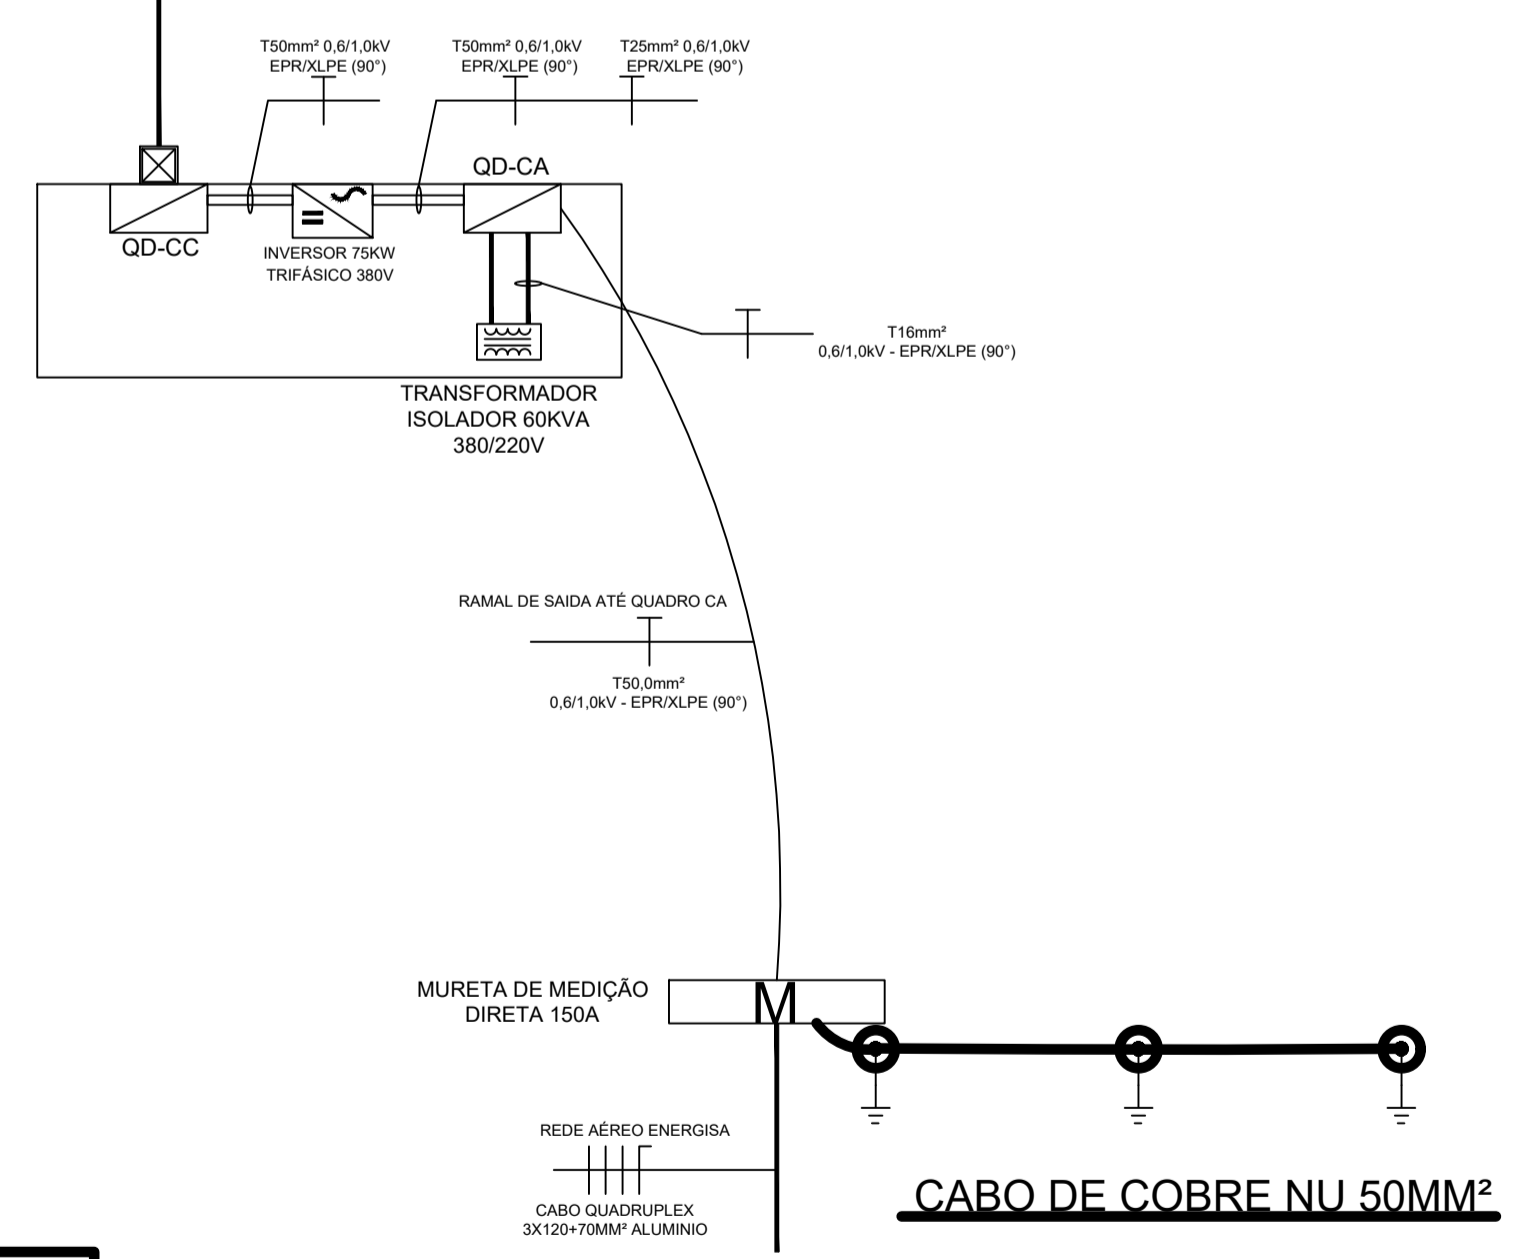 T50mm² 0,6/1,0kV
EPR/XLPE (90°)
T50mm² 0,6/1,0kV
EPR/XLPE (90°)
T25mm² 0,6/1,0kV
EPR/XLPE (90°)
QD-CA
QD-CC
INVERSOR 75KW
TRIFÁSICO 380V
T16mm²
0,6/1,0kV - EPR/XLPE (90°)
TRANSFORMADOR
ISOLADOR 60KVA
380/220V
RAMAL DE SAIDA ATÉ QUADRO CA
T50,0mm²
0,6/1,0kV - EPR/XLPE (90°)
MURETA DE MEDIÇÃO
DIRETA 150A
M
REDE AÉREO ENERGISA
CABO QUADRUPLEX
3X120+70MM² ALUMINIO
CABO DE COBRE NU 50MM²